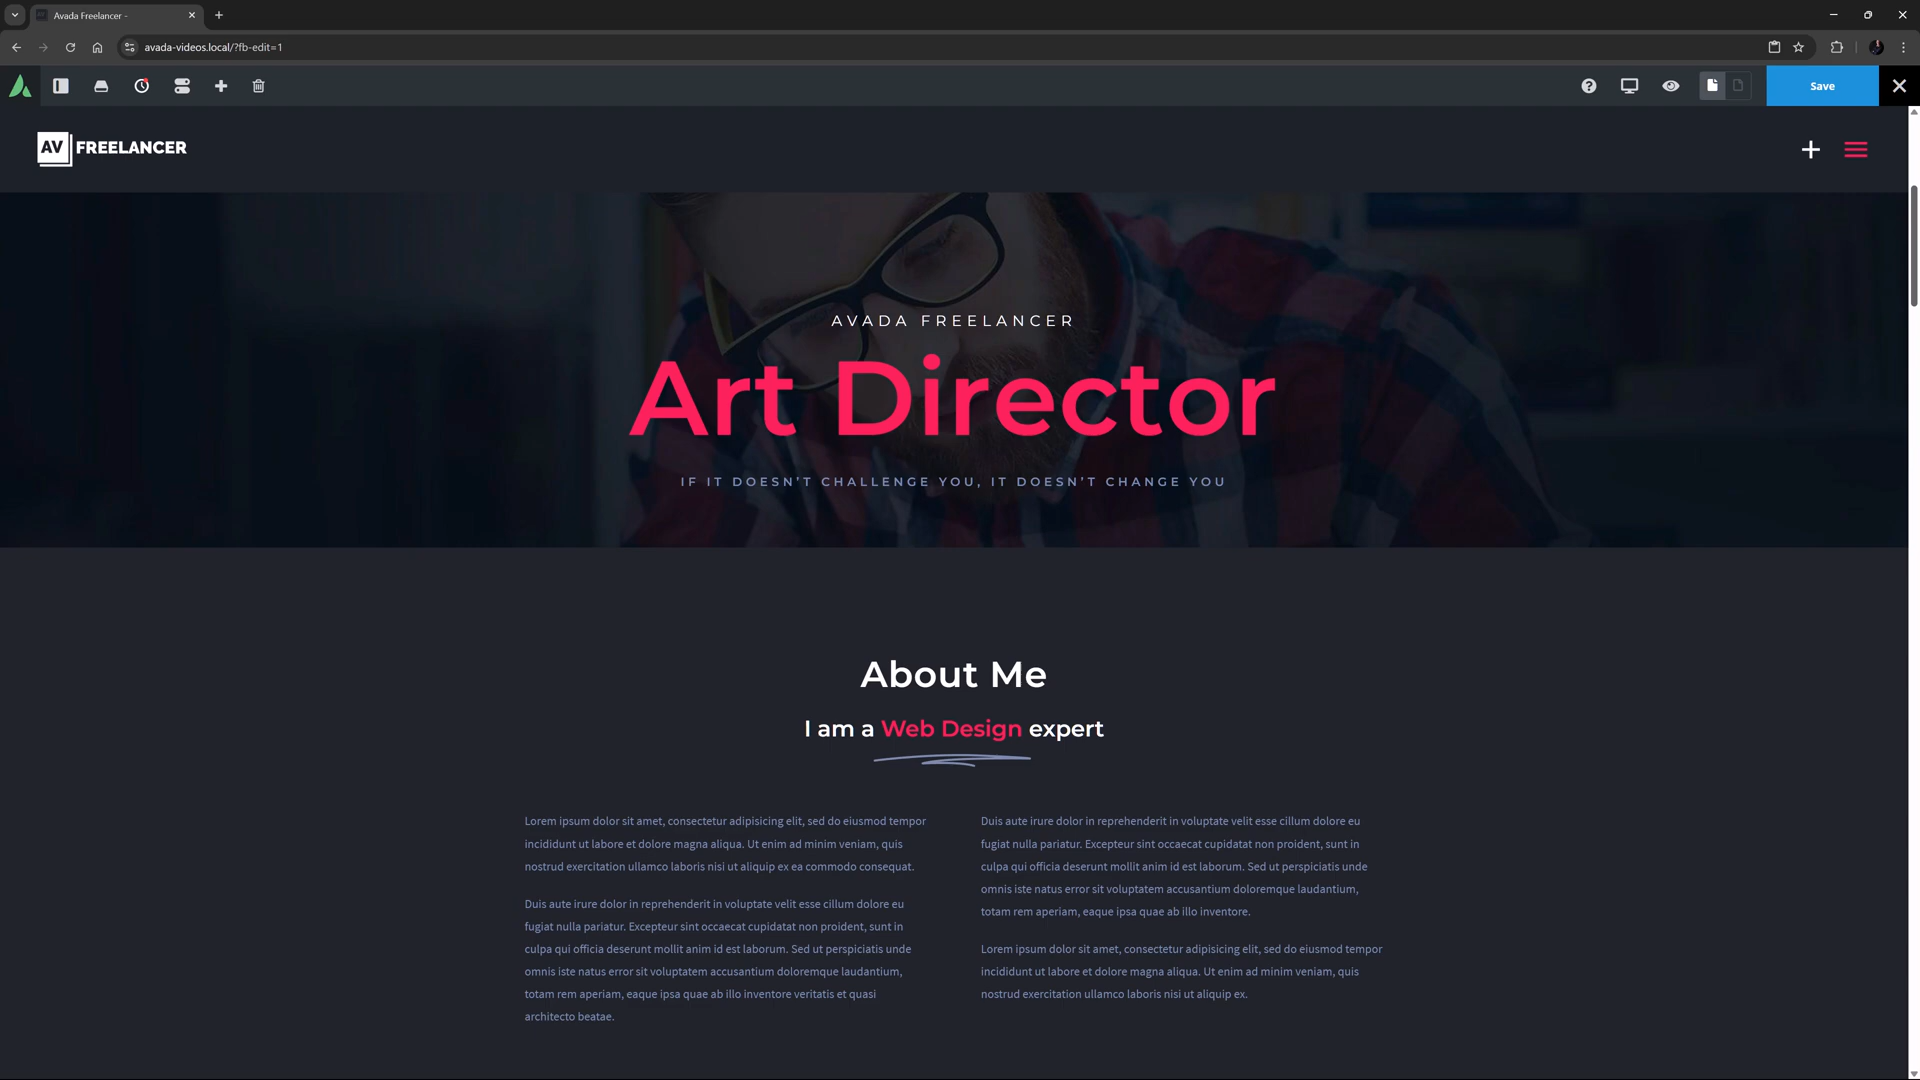 Avada Freelancer -
avada-videos.local/?fb-edit=1
Save
AV FREELANCER
AVADA FREELANCER
Art Director
IF IT DOESN'T CHALLENGE YOU, IT DOESN'T CHANGE YOU
About Me
I am a Web Design expert
Lorem ipsum dolor sit amet, consectetur adipisicing elit, sed do eiusmod tempor
incididunt ut labore et dolore magna aliqua. Ut enim ad minim veniam, quis
nostrud exercitation ullamco laboris nisi ut aliquip ex ea commodo consequat.
Duis aute irure dolor in reprehenderit in voluptate velit esse cillum dolore eu
fugiat nulla pariatur. Excepteur sint occaecat cupidatat non proident, sunt in
culpa qui officia deserunt mollit anim id est laborum. Sed ut perspiciatis unde
omnis iste natus error sit voluptatem accusantium doloremque laudantium,
totam rem aperiam, eaque ipsa quae ab illo inventore veritatis et quasi
architecto beatae.
Duis aute irure dolor in reprehenderit in voluptate velit esse cillum dolore eu
fugiat nulla pariatur. Excepteur sint occaecat cupidatat non proident, sunt in
culpa qui officia deserunt mollit anim id est laborum. Sed ut perspiciatis unde
omnis iste natus error sit voluptatem accusantium doloremque laudantium,
totam rem aperiam, eaque ipsa quae ab illo inventore.
Lorem ipsum dolor sit amet, consectetur adipisicing elit, sed do eiusmod tempor
incididunt ut labore et dolore magna aliqua. Ut enim ad minim veniam, quis
nostrud exercitation ullamco laboris nisi ut aliquip ex.